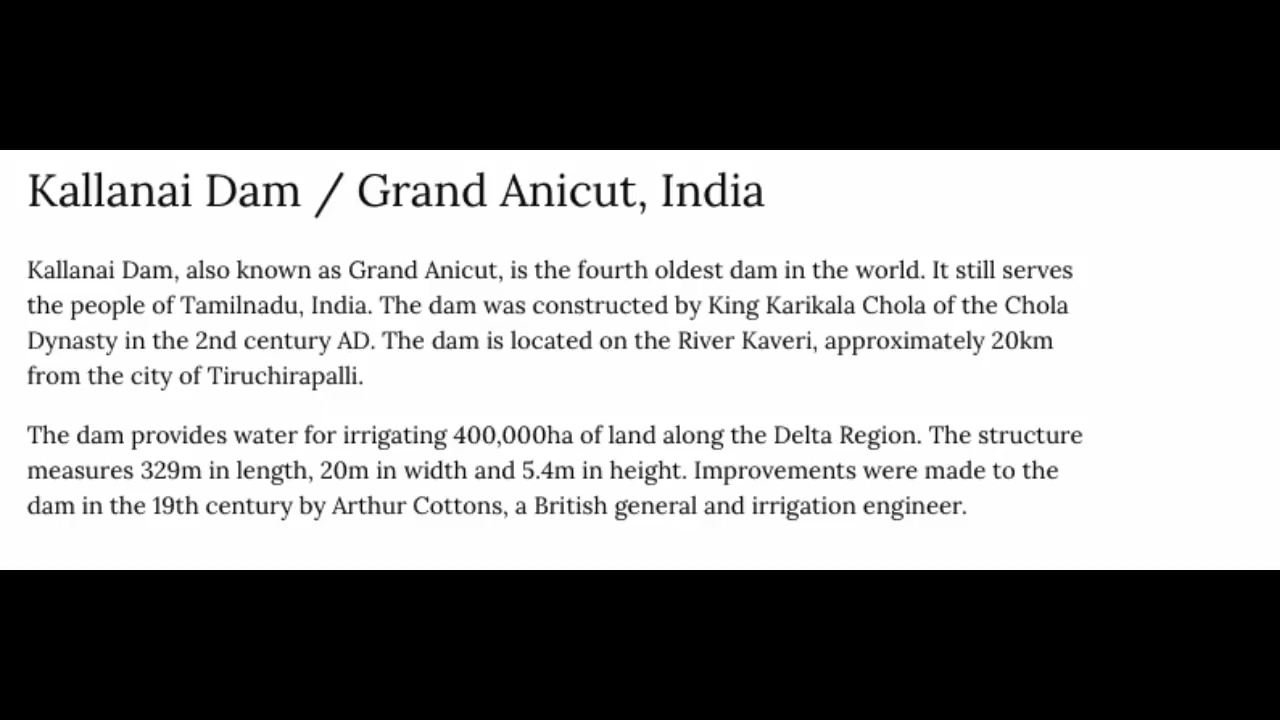 Kallanai Dam / Grand Anicut, India
Kallanai Dam, also known as Grand Anicut, is the fourth oldest dam in the world. It still serves
the people of Tamilnadu, India. The dam was constructed by King Karikala Chola of the Chola
Dynasty in the 2nd century AD. The dam is located on the River Kaveri, approximately 20km
from the city of Tiruchirapalli.
The dam provides water for irrigating 400,000ha of land along the Delta Region. The structure
measures 329m in length, 20m in width and 5.4m in height. Improvements were made to the
dam in the 19th century by Arthur Cottons, a British general and irrigation engineer.